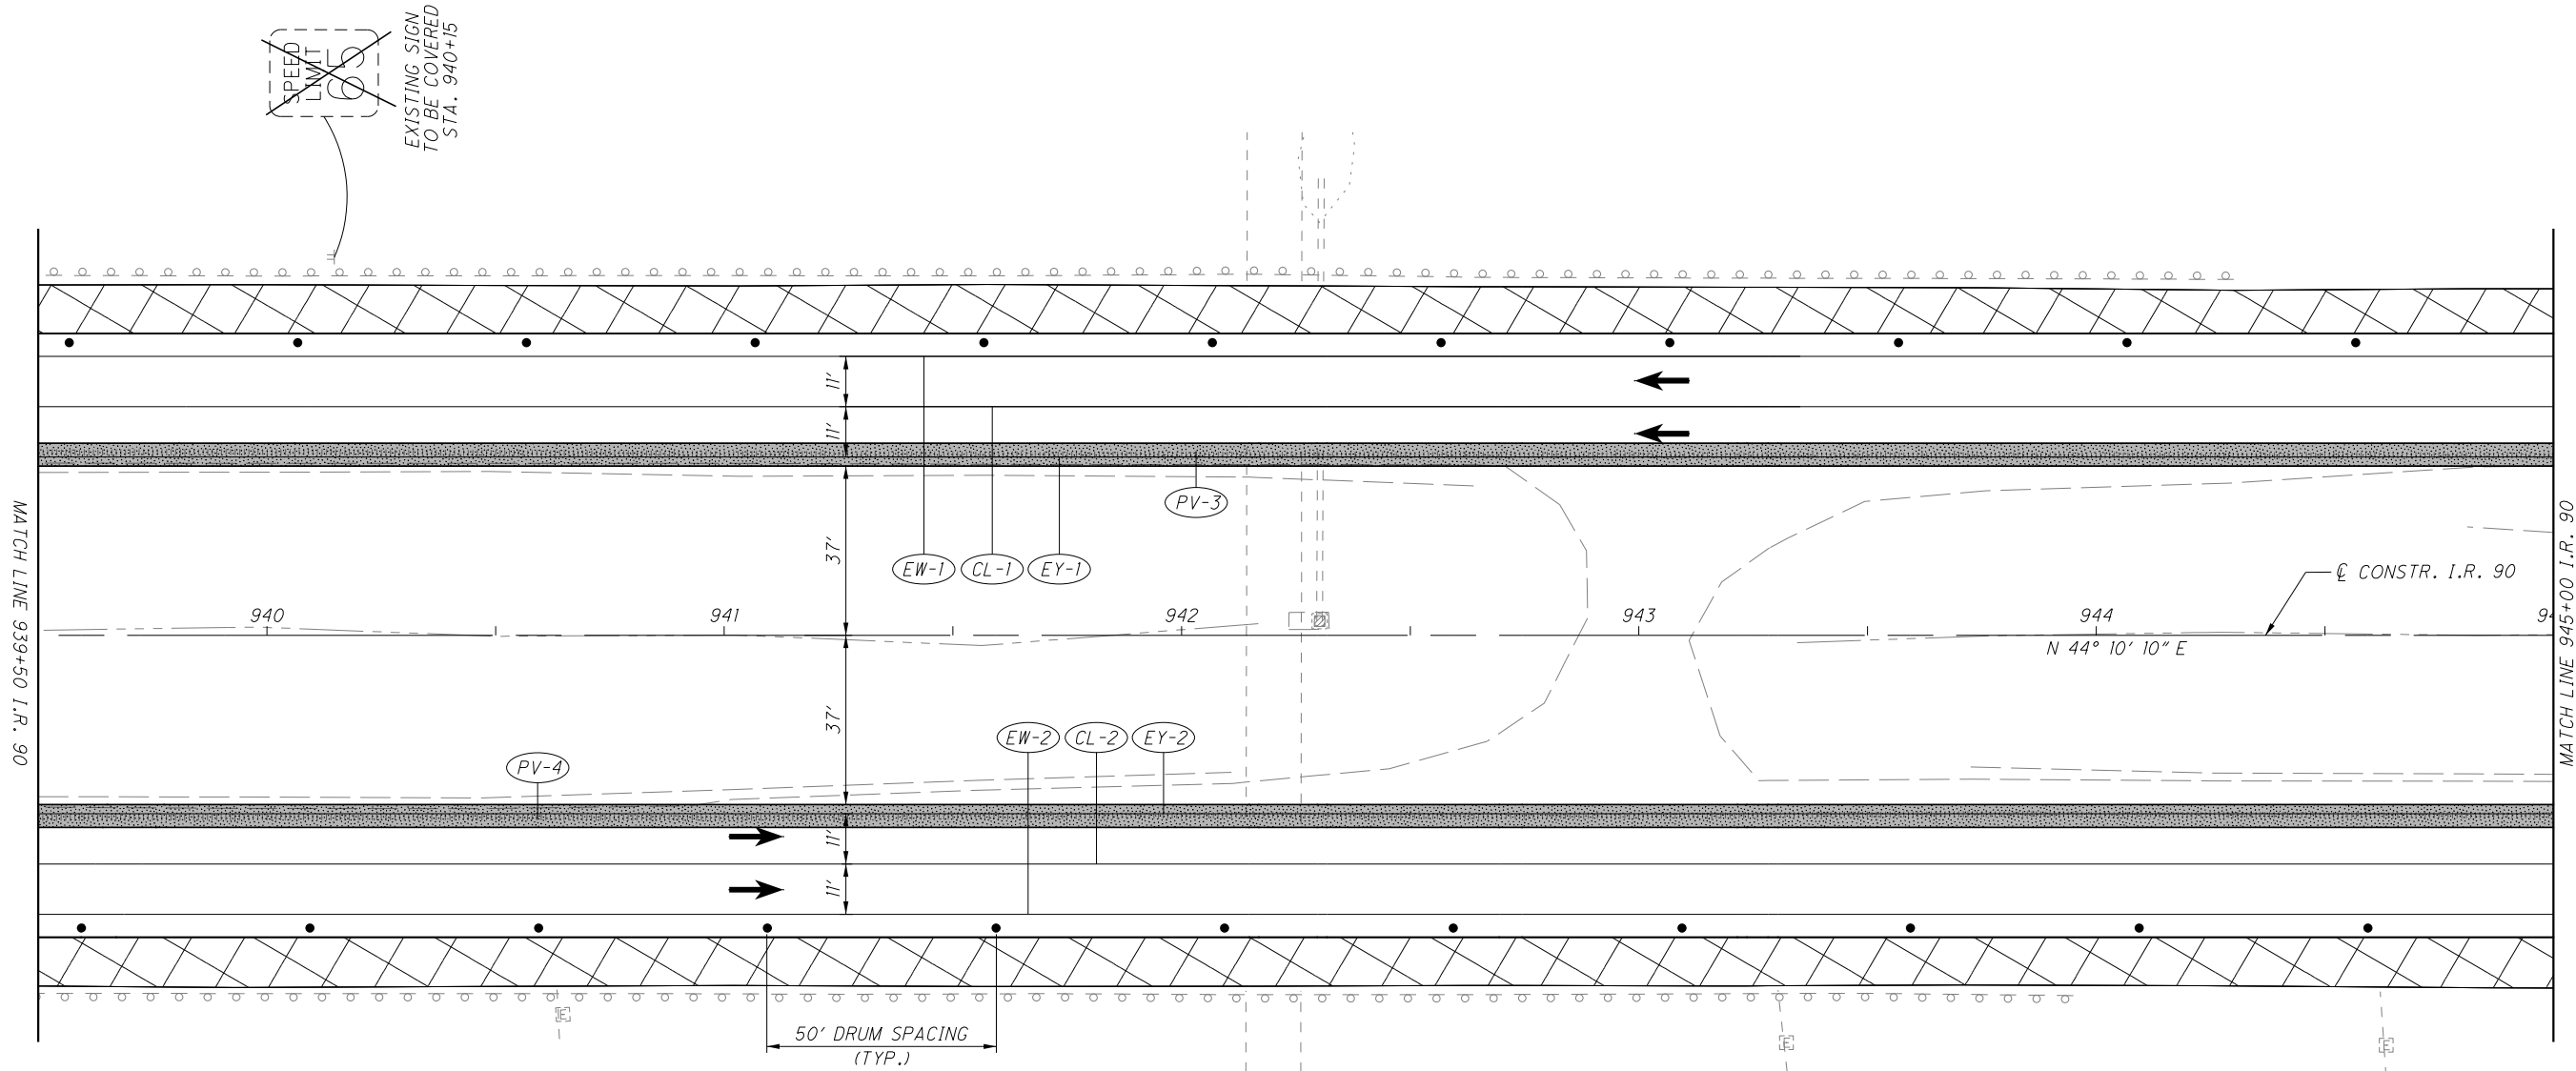 SPEED
LIMIT
65
EXISTING SIGN
TO BE COVERED
STA. 940+15
11'
11'
PV-3
MATCH LINE 939+50 I.R. 90
MATCH LINE 945+00 I.R. 90
37'
EW-1
CL-1
EY-1
℄ CONSTR. I.R. 90
940
941
942
943
944
94
N 44° 10' 10" E
37'
EW-2
CL-2
EY-2
PV-4
11'
11'
E
E
E
50' DRUM SPACING
(TYP.)